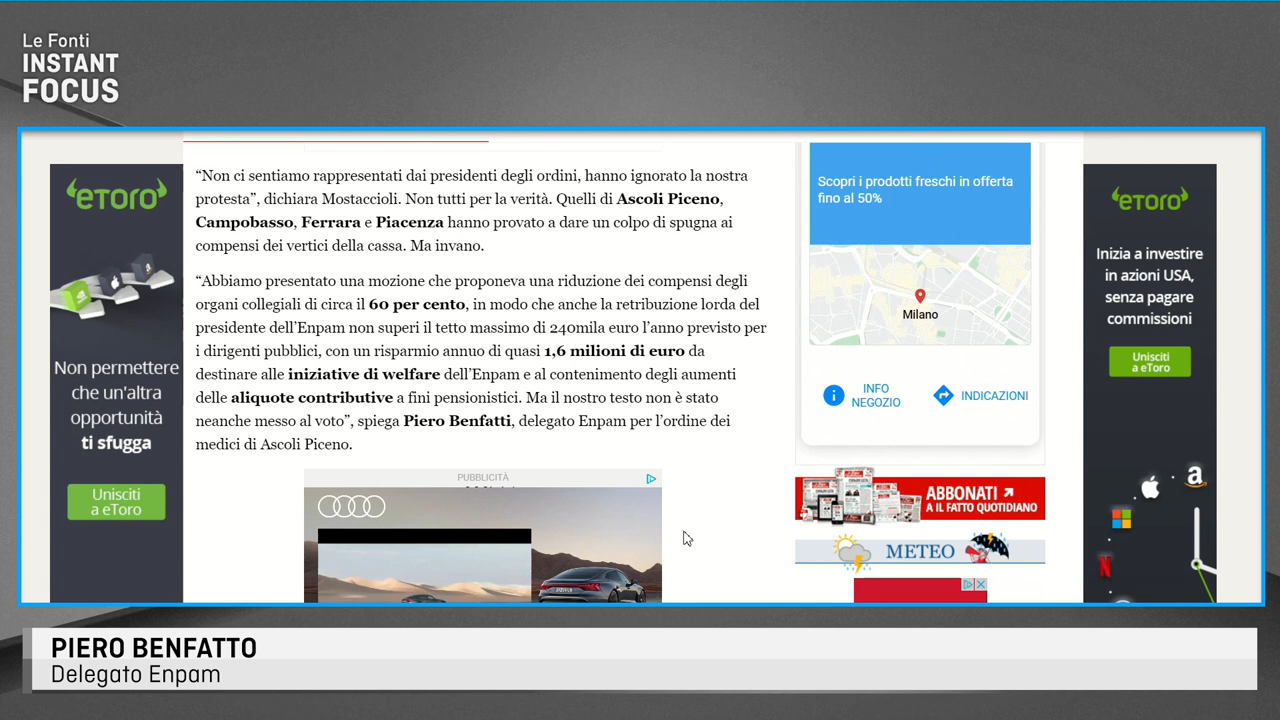 Le Fonti
INSTANT
FOCUS
eToro
Non permettere
che un'altra
opportunità
ti sfugga
Unisciti
a eToro
“Non ci sentiamo rappresentati dai presidenti degli ordini, hanno ignorato la nostra
protesta”, dichiara Mostaccioli. Non tutti per la verità. Quelli di Ascoli Piceno,
Campobasso, Ferrara e Piacenza hanno provato a dare un colpo di spugna ai
compensi dei vertici della cassa. Ma invano.
“Abbiamo presentato una mozione che proponeva una riduzione dei compensi degli
organi collegiali di circa il 60 per cento, in modo che anche la retribuzione lorda del
presidente dell’Enpam non superi il tetto massimo di 240mila euro l’anno previsto per
i dirigenti pubblici, con un risparmio annuo di quasi 1,6 milioni di euro da
destinare alle iniziative di welfare dell’Enpam e al contenimento degli aumenti
delle aliquote contributive a fini pensionistici. Ma il nostro testo non è stato
neanche messo al voto”, spiega Piero Benfatti, delegato Enpam per l’ordine dei
medici di Ascoli Piceno.
PUBBLICITÀ
Scopri i prodotti freschi in offerta
fino al 50%
Milano
INFO
NEGOZIO
INDICAZIONI
ABBONATI
A IL FATTO QUOTIDIANO
METEO
eToro
Inizia a investire
in azioni USA,
senza pagare
commissioni
Unisciti
a eToro
PIERO BENFATTO
Delegato Enpam